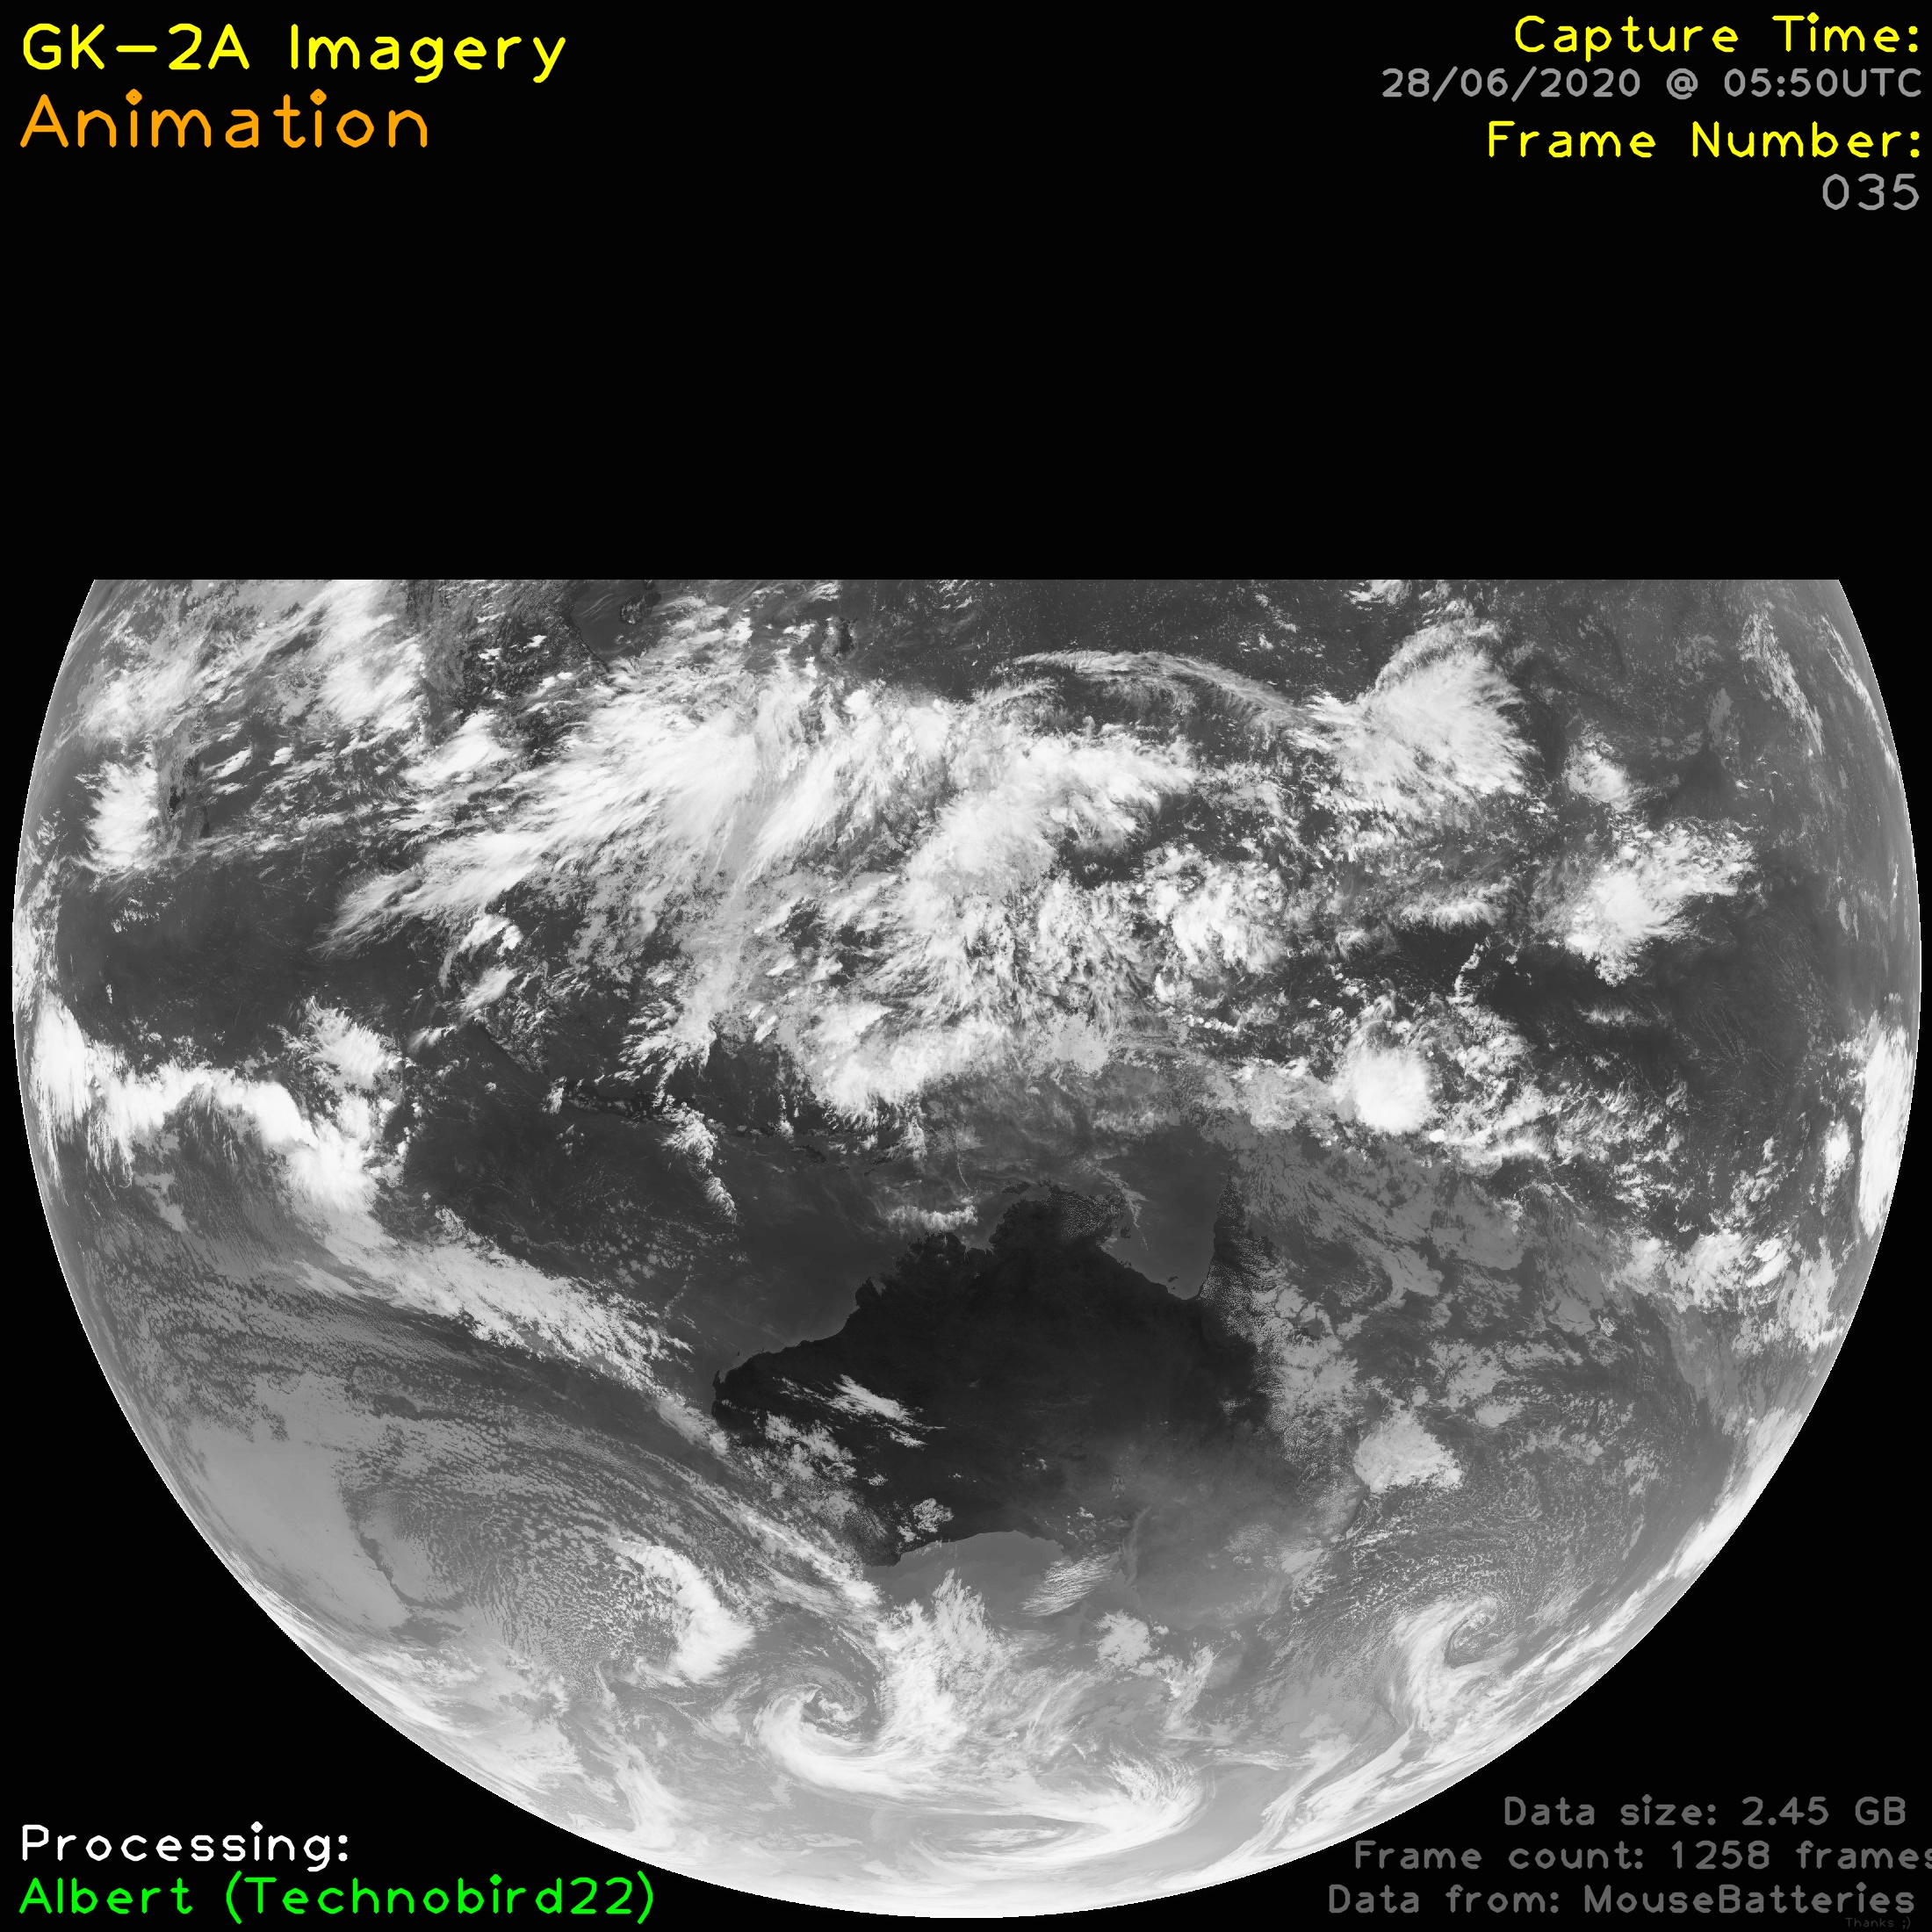 GK-2A Imagery
Animation
Capture Time:
28/06/2020 @ 05:50UTC
Frame Number:
035
Processing:
Albert (Technobird22)
Data size: 2.45 GB
Frame count: 1258 frames
Data from: MouseBatteries
Thanks ;)